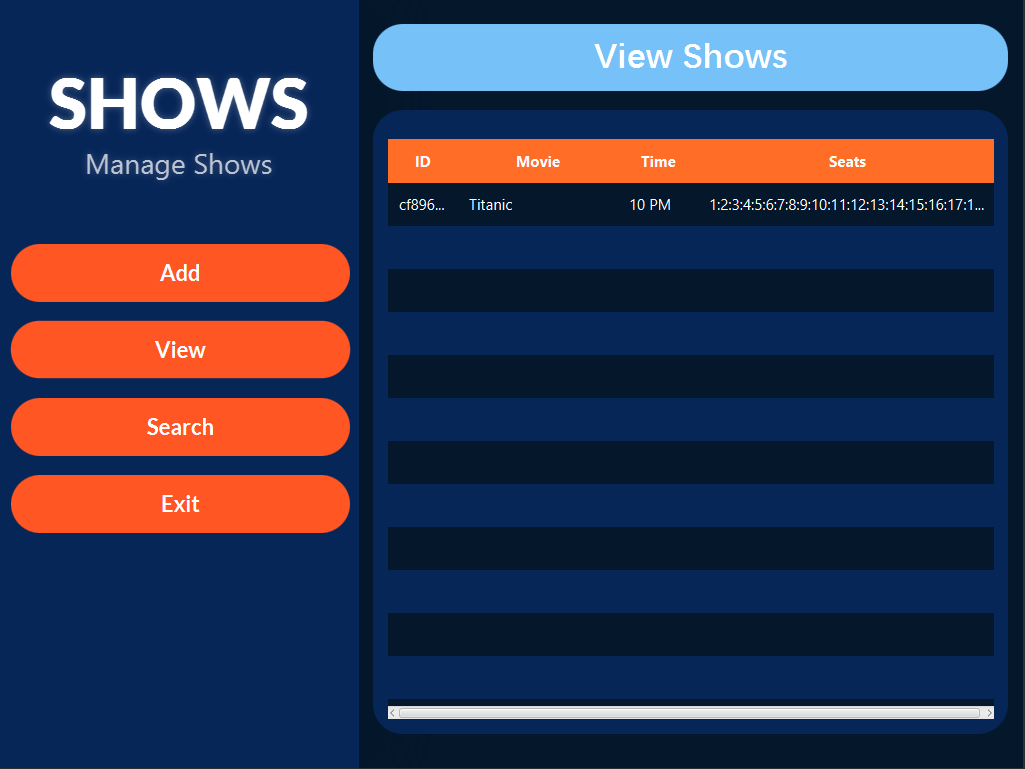 SHOWS
Manage Shows
Add
View
Search
Exit
View Shows
ID Movie Time Seats
cf896... Titanic 10 PM 1:2:3:4:5:6:7:8:9:10:11:12:13:14:15:16:17:1...